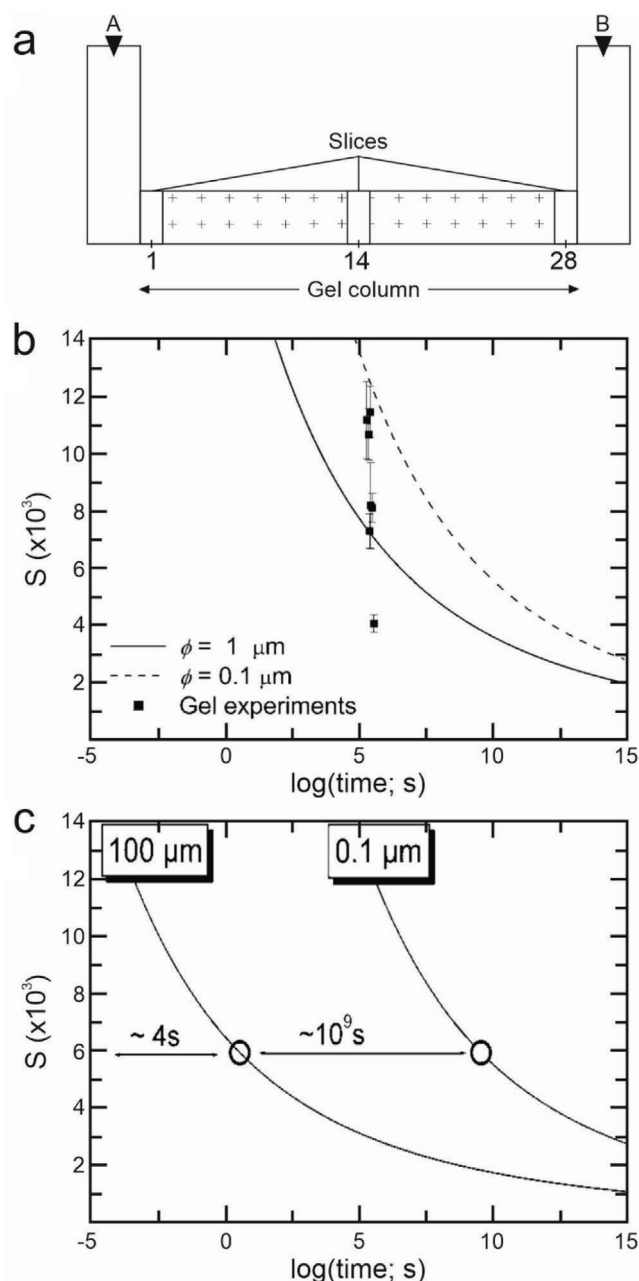 a
A
B
Slices
1
14
28
Gel column
b
14
12
10
8
6
4
2
S (x10³)
ϕ = 1 μm
ϕ = 0.1 μm
Gel experiments
-5
0
5
10
15
log(time; s)
c
14
12
10
8
6
4
2
S (x10³)
100 μm
0.1 μm
~ 4s
~10⁹s
-5
0
5
10
15
log(time; s)